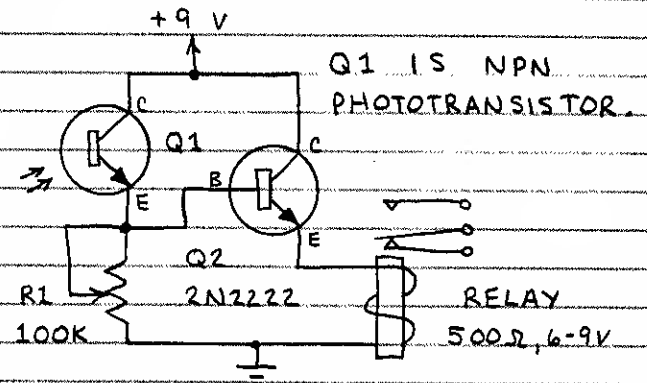 +9 V
Q1 IS NPN
PHOTOTRANSISTOR.
C
Q1
C
B
E
E
Q2
R1
2N2222
RELAY
100K
500Ω, 6-9V